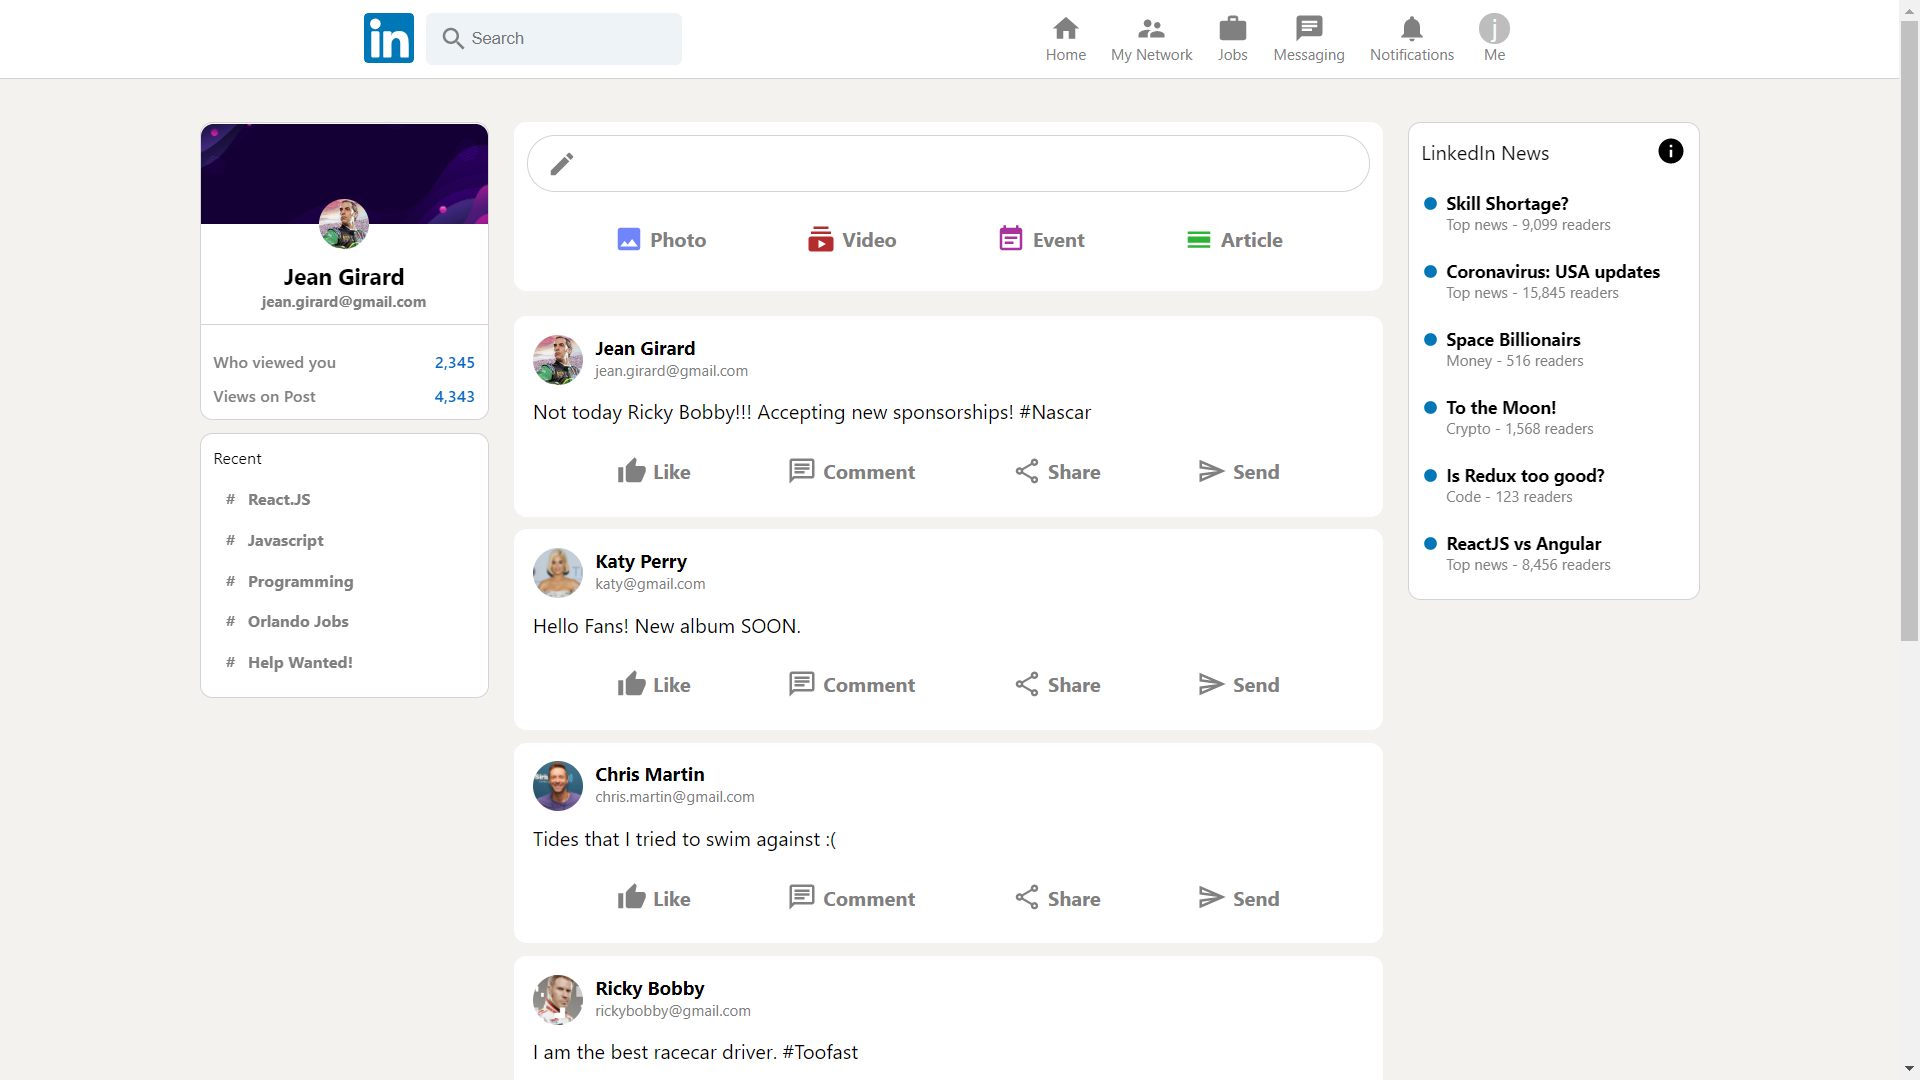 in
Search
Home
My Network
Jobs
Messaging
Notifications
j
Me
Jean Girard
jean.girard@gmail.com
Who viewed you 2,345
Views on Post 4,343
Recent
# React.JS
# Javascript
# Programming
# Orlando Jobs
# Help Wanted!
Photo
Video
Event
Article
Jean Girard
jean.girard@gmail.com
Not today Ricky Bobby!!! Accepting new sponsorships! #Nascar
Like
Comment
Share
Send
Katy Perry
katy@gmail.com
Hello Fans! New album SOON.
Like
Comment
Share
Send
Chris Martin
chris.martin@gmail.com
Tides that I tried to swim against :(
Like
Comment
Share
Send
Ricky Bobby
rickybobby@gmail.com
I am the best racecar driver. #Toofast
LinkedIn News
Skill Shortage?
Top news - 9,099 readers
Coronavirus: USA updates
Top news - 15,845 readers
Space Billionairs
Money - 516 readers
To the Moon!
Crypto - 1,568 readers
Is Redux too good?
Code - 123 readers
ReactJS vs Angular
Top news - 8,456 readers